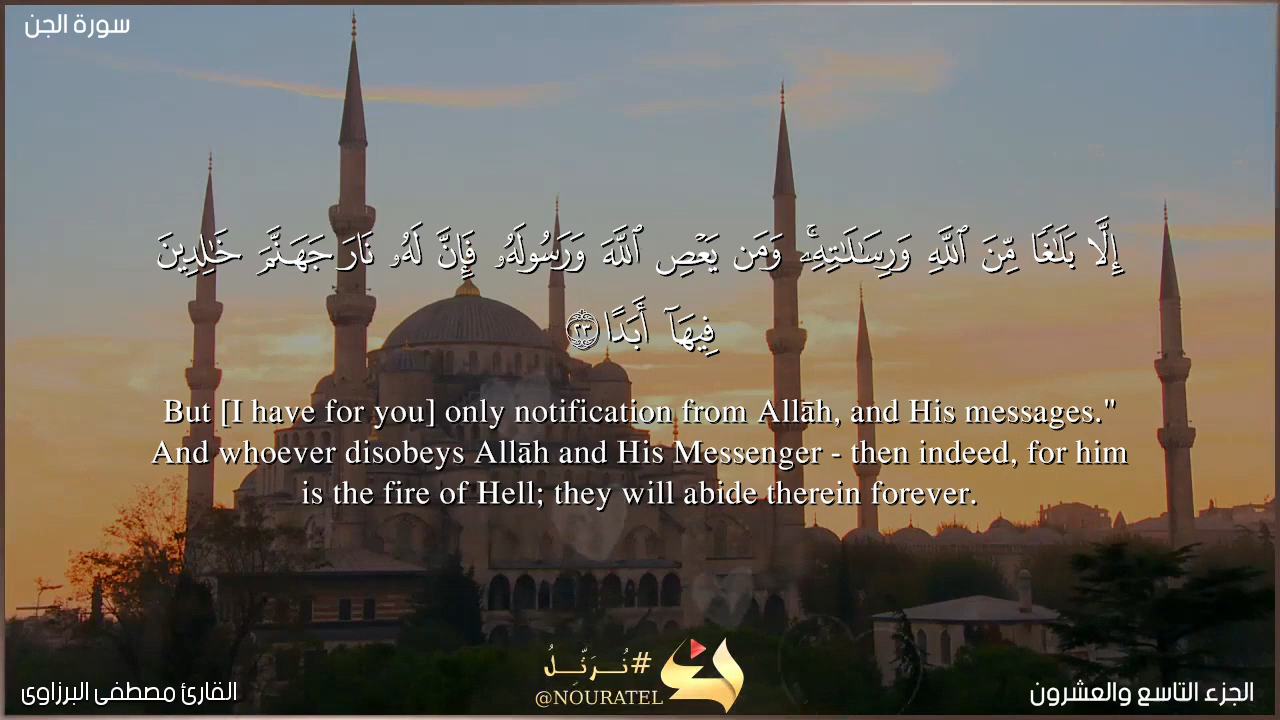 سورة الجن
إِلَّا بَلَٰغًا مِّنَ ٱللَّهِ وَرِسَٰلَٰتِهِۦۚ وَمَن يَعْصِ ٱللَّهَ وَرَسُولَهُۥ فَإِنَّ لَهُۥ نَارَ جَهَنَّمَ خَٰلِدِينَ
فِيهَآ أَبَدًا ٢٣
But [I have for you] only notification from Allāh, and His messages."
And whoever disobeys Allāh and His Messenger - then indeed, for him
is the fire of Hell; they will abide therein forever.
#نُرَتِّلُ
@NOURATEL
الجزء التاسع والعشرون
القارئ مصطفى البرزاوى